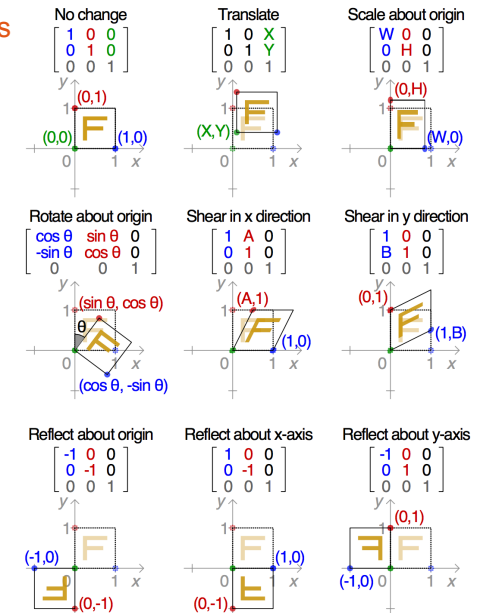 s
No change
Translate
Scale about origin
1 0 0
0 1 0
0 0 1
1 0 X
0 1 Y
0 0 1
W 0 0
0 H 0
0 0 1
y
1
(0,1)
(0,0)
(1,0)
F
0
1
x
y
1
(X,Y)
F
0
1
x
y
1
(0,H)
(W,0)
F
0
1
x
Rotate about origin
Shear in x direction
Shear in y direction
cos θ sin θ 0
-sin θ cos θ 0
0 0 1
1 A 0
0 1 0
0 0 1
1 0 0
B 1 0
0 0 1
y
1
(sin θ, cos θ)
θ
F
0
x
(cos θ, -sin θ)
y
1
(A,1)
F
(1,0)
0
1
x
y
(0,1)
F
(1,B)
0
1
x
Reflect about origin
Reflect about x-axis
Reflect about y-axis
-1 0 0
0 -1 0
0 0 1
1 0 0
0 -1 0
0 0 1
-1 0 0
0 1 0
0 0 1
y
1
F
(-1,0)
0
1
x
F
(0,-1)
y
1
F
(1,0)
0
1
x
F
(0,-1)
y
(0,1)
F
F
(-1,0)
0
1
x